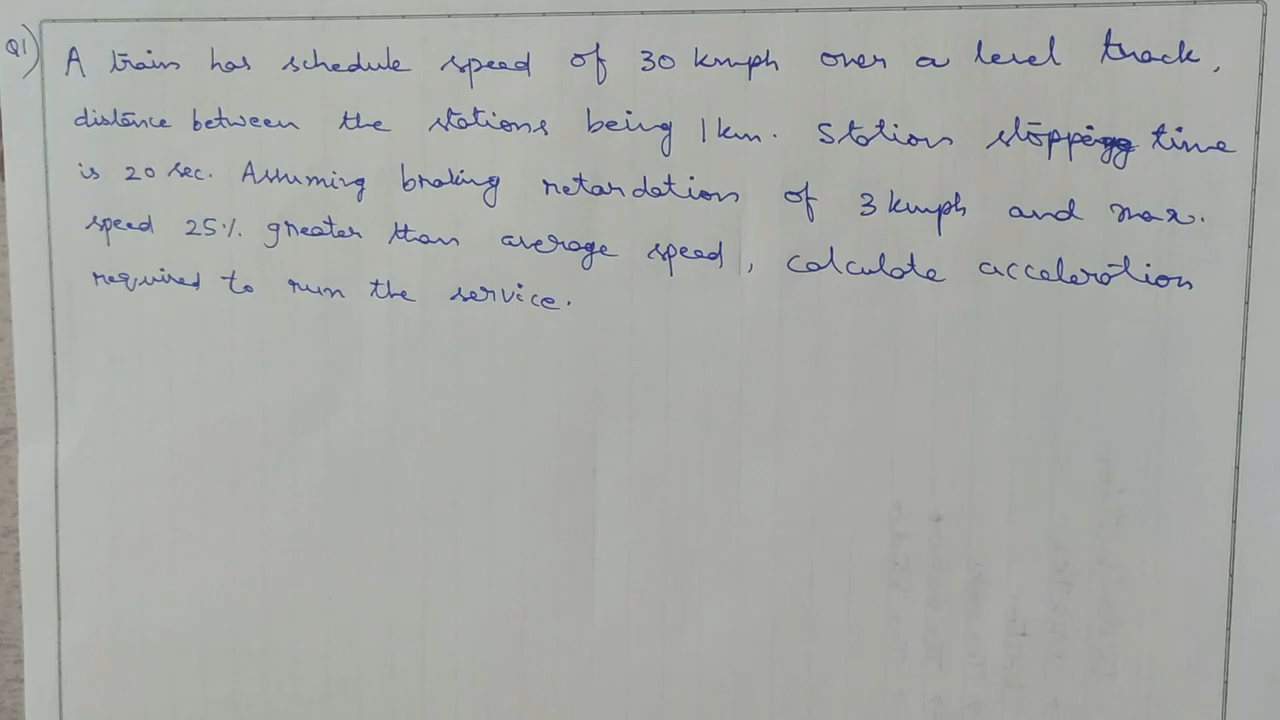 Q1) A train has schedule speed of 30 kmph over a level track,
distance between the stations being 1 km. Station stopping time
is 20 sec. Assuming braking retardation of 3 kmph and max.
speed 25% greater than average speed, calculate acceleration
required to run the service.